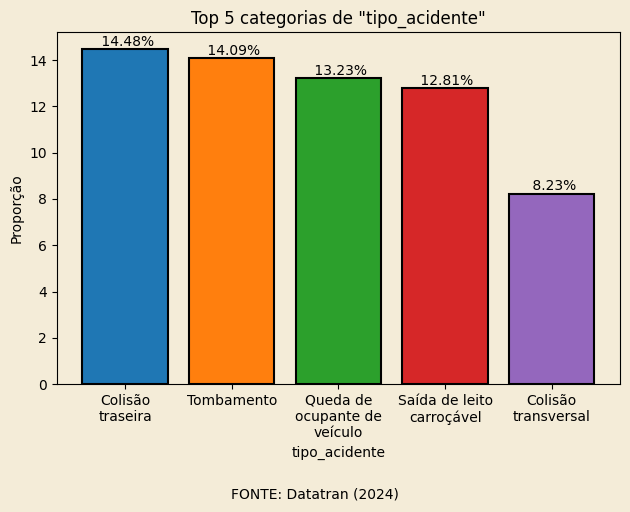 Top 5 categorias de "tipo_acidente"
14.48%
14.09%
13.23%
12.81%
8.23%
Proporção
14
12
10
8
6
4
2
0
Colisão
traseira
Tombamento
Queda de
ocupante de
veículo
Saída de leito
carroçável
Colisão
transversal
tipo_acidente
FONTE: Datatran (2024)